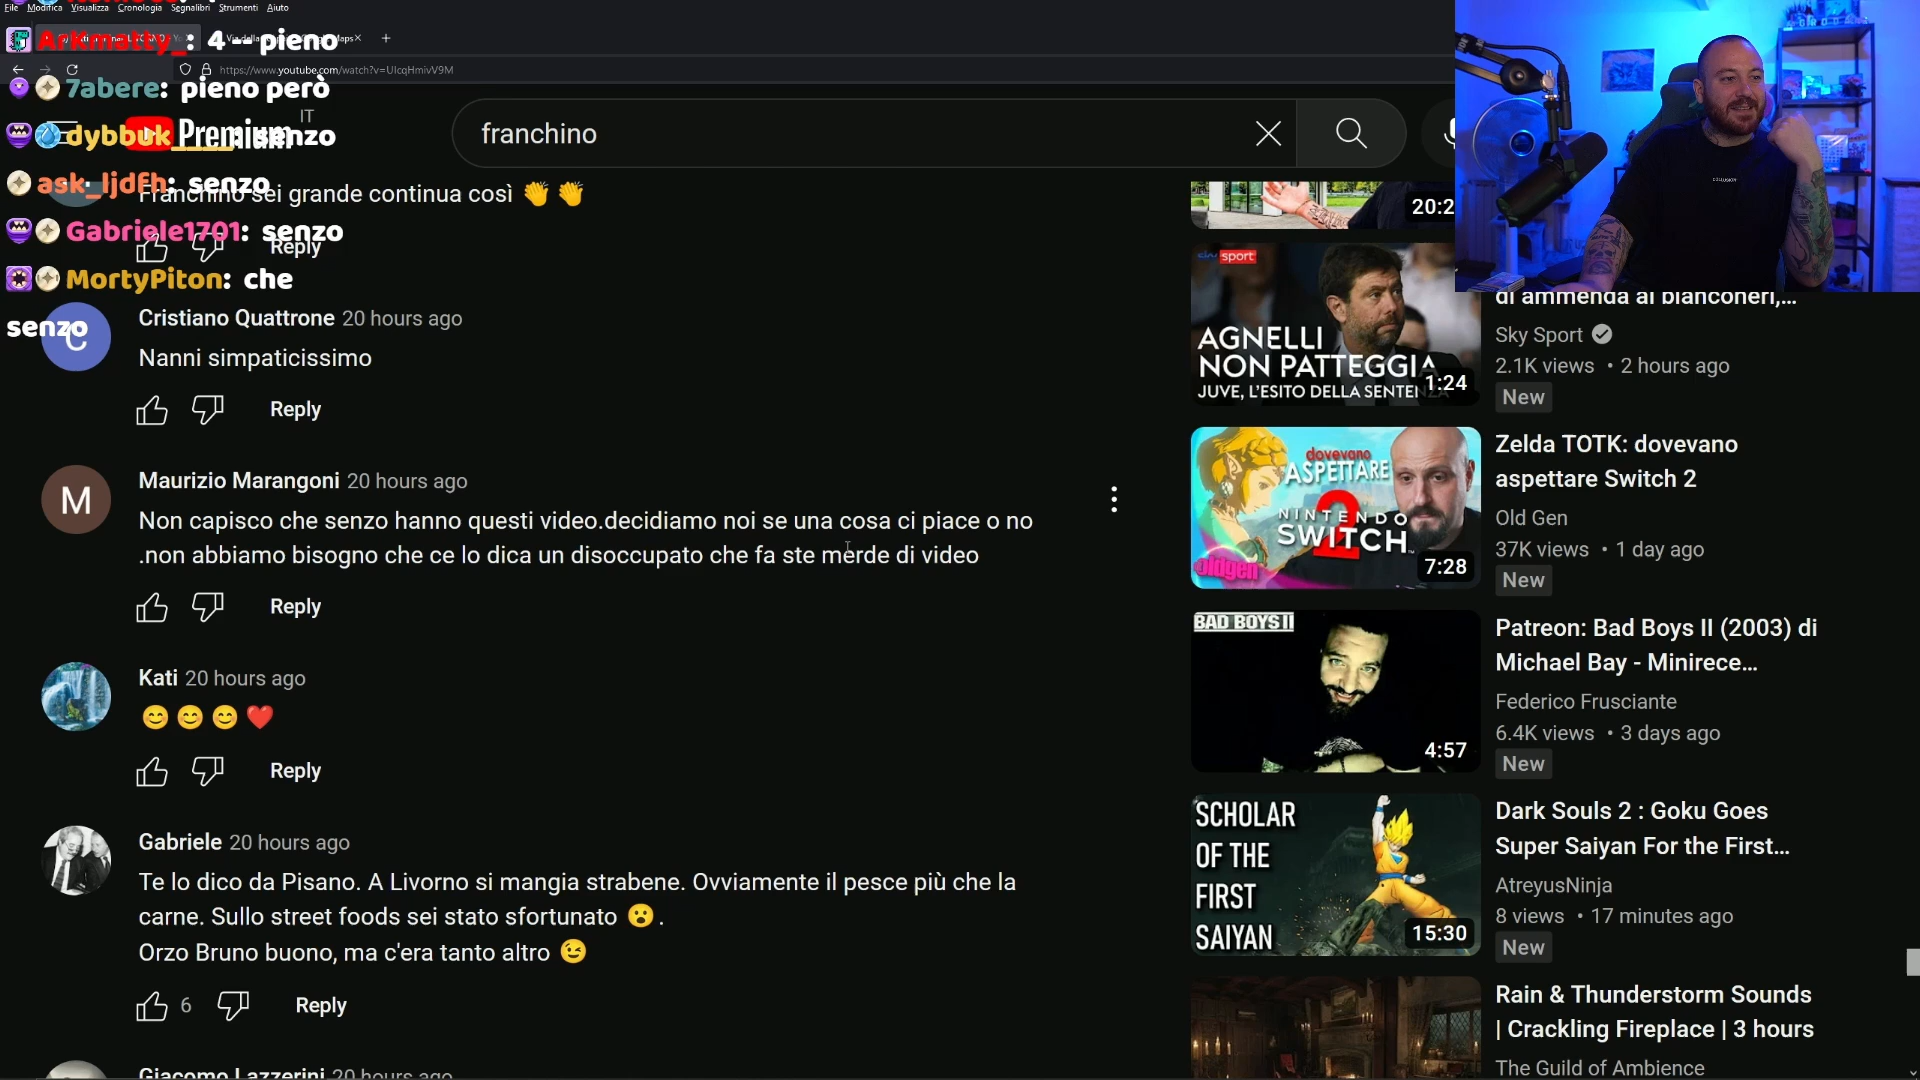 File Modifica Visualizza Cronologia Segnalibri Strumenti Aiuto
ArKmatty_: 4 -- pieno
https://www.youtube.com/watch?v=UlcqHmivV9M
7abere: pieno però
IT
Premium
franchino
dybbuk_____: senzo
ask_ljdfh: senzo
Franchino sei grande continua così 👏 👏
Gabriele1701: senzo
Reply
MortyPiton: che
senzo
Cristiano Quattrone 20 hours ago
C
Nanni simpaticissimo
Reply
M
Maurizio Marangoni 20 hours ago
Non capisco che senzo hanno questi video.decidiamo noi se una cosa ci piace o no
.non abbiamo bisogno che ce lo dica un disoccupato che fa ste merde di video
Reply
Kati 20 hours ago
😊 😊 😊 ❤️
Reply
Gabriele 20 hours ago
Te lo dico da Pisano. A Livorno si mangia strabene. Ovviamente il pesce più che la
carne. Sullo street foods sei stato sfortunato 😮 .
Orzo Bruno buono, ma c'era tanto altro 😉
6 Reply
Giacomo Lazzerini 20 hours ago
20:2
sky sport
AGNELLI
NON PATTEGGIA
JUVE, L'ESITO DELLA SENTENZA
1:24
di ammenda ai bianconeri,...
Sky Sport
2.1K views • 2 hours ago
New
dovevano
ASPETTARE
2
NINTENDO
SWITCH
oldgen
7:28
Zelda TOTK: dovevano
aspettare Switch 2
Old Gen
37K views • 1 day ago
New
BAD BOYS II
4:57
Patreon: Bad Boys II (2003) di
Michael Bay - Minirece...
Federico Frusciante
6.4K views • 3 days ago
New
SCHOLAR
OF THE
FIRST
SAIYAN
15:30
Dark Souls 2 : Goku Goes
Super Saiyan For the First...
AtreyusNinja
8 views • 17 minutes ago
New
Rain & Thunderstorm Sounds
| Crackling Fireplace | 3 hours
The Guild of Ambience